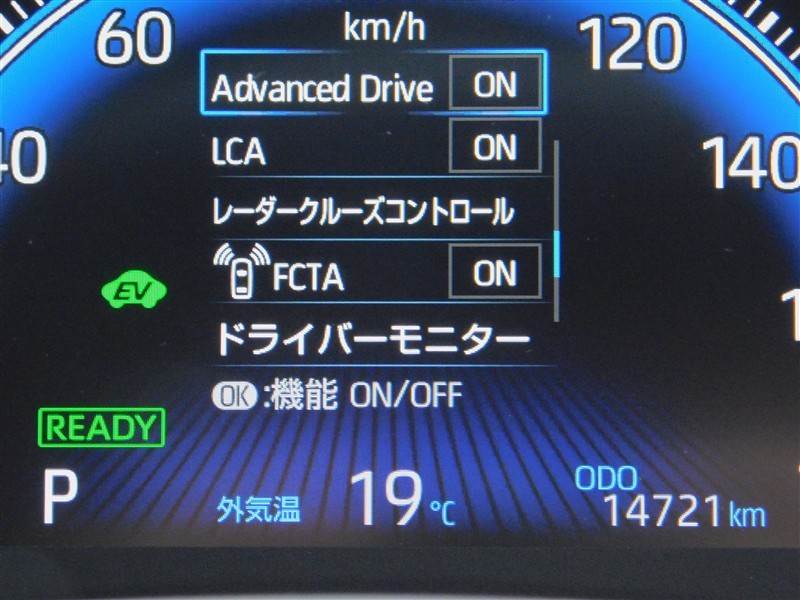 km/h
60
120
Advanced Drive ON
40
LCA ON
140
レーダークルーズコントロール
FCTA ON
EV
ドライバーモニター
OK:機能 ON/OFF
READY
P
外気温 19℃
ODO
14721km